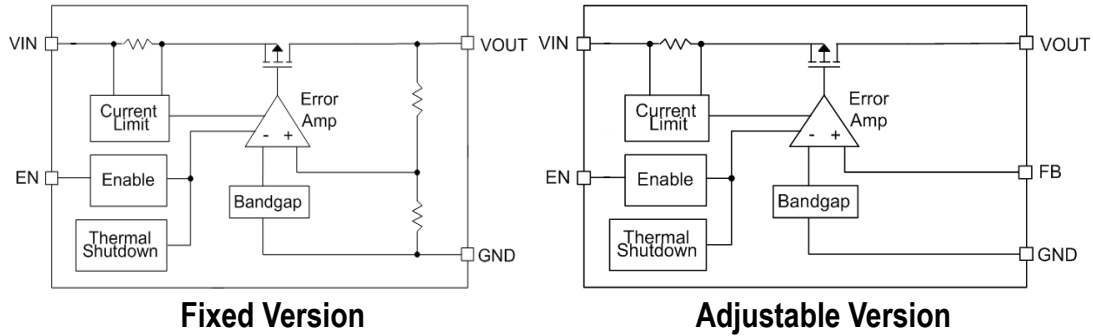 VIN
VOUT
Current
Limit
Error
Amp
- +
EN
Enable
Bandgap
Thermal
Shutdown
GND
Fixed Version
VIN
VOUT
Current
Limit
Error
Amp
- +
EN
Enable
FB
Bandgap
Thermal
Shutdown
GND
Adjustable Version